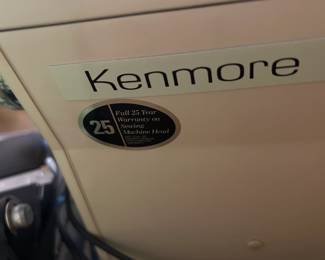 Kenmore
25
Full 25 Year
Warranty on
Sewing
Machine Head